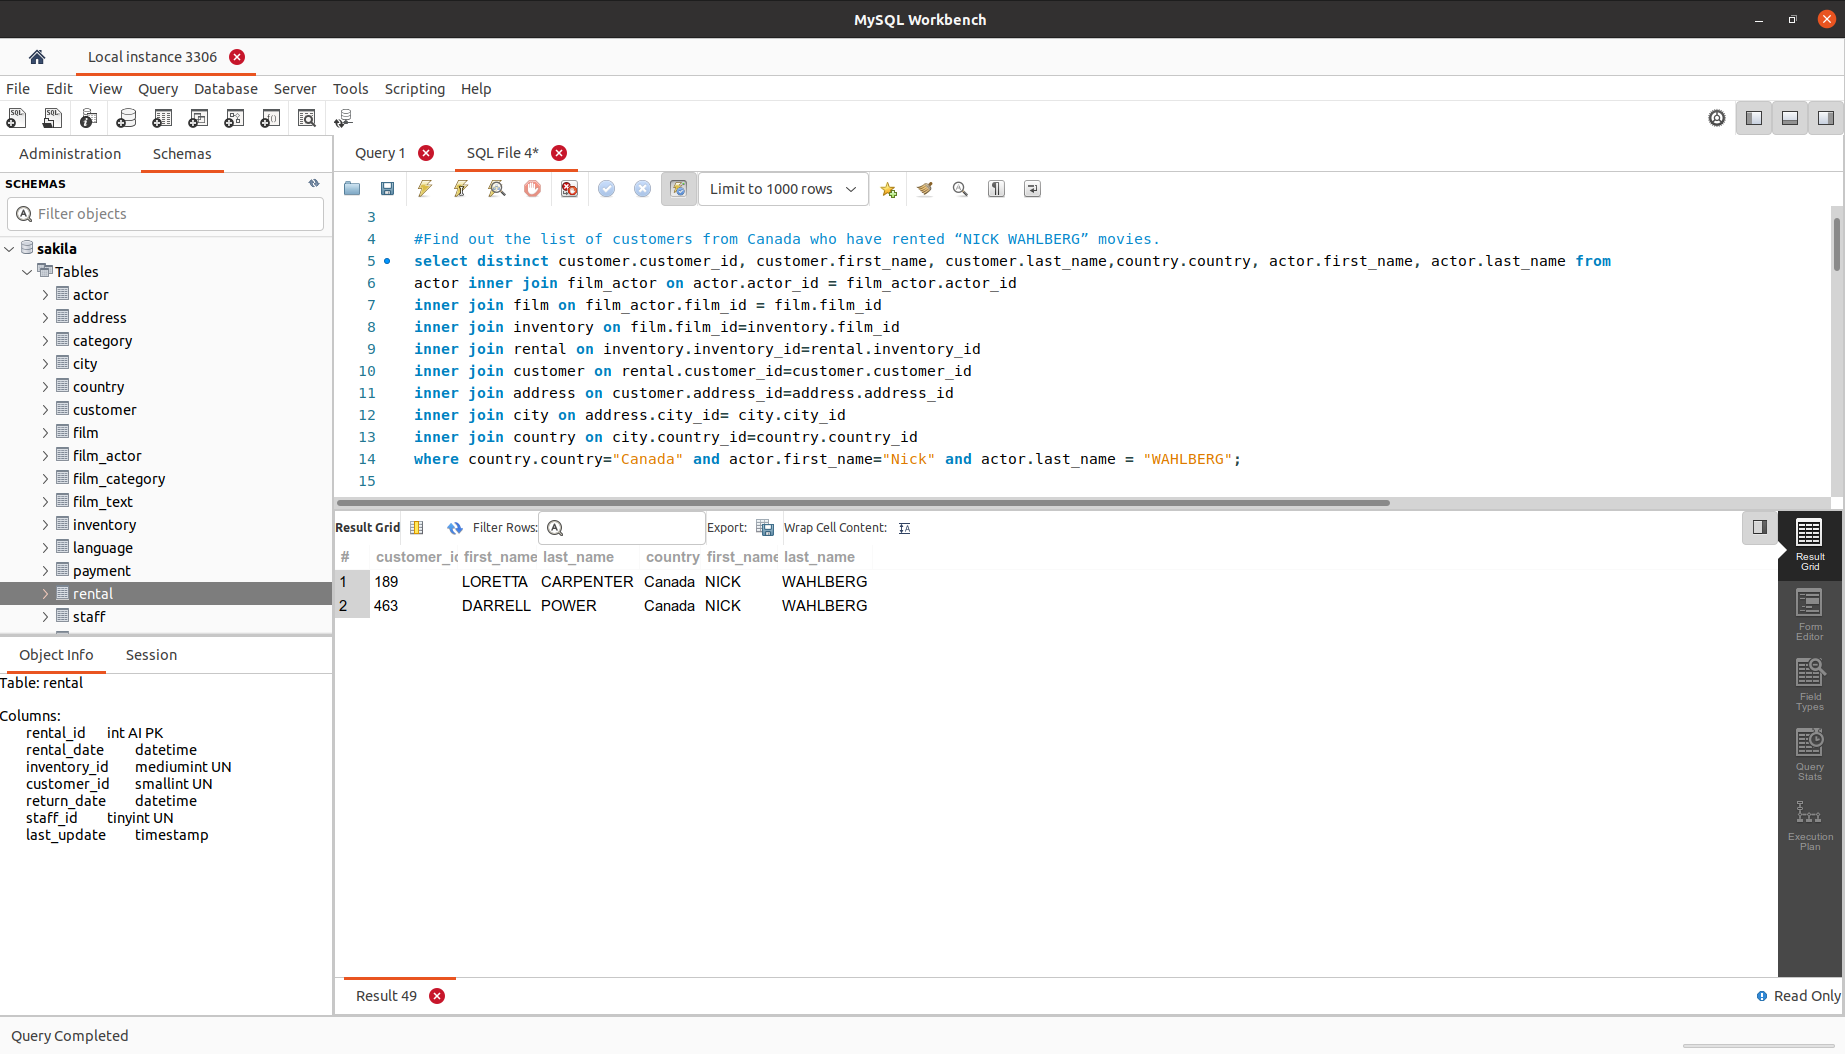 MySQL Workbench
Local instance 3306
File Edit View Query Database Server Tools Scripting Help
Administration Schemas
SCHEMAS
Filter objects
sakila
Tables
actor
address
category
city
country
customer
film
film_actor
film_category
film_text
inventory
language
payment
rental
staff
Object Info Session
Table: rental
Columns:
rental_id int AI PK
rental_date datetime
inventory_id mediumint UN
customer_id smallint UN
return_date datetime
staff_id tinyint UN
last_update timestamp
Query 1 SQL File 4*
Limit to 1000 rows
3
4 #Find out the list of customers from Canada who have rented “NICK WAHLBERG” movies.
5 select distinct customer.customer_id, customer.first_name, customer.last_name,country.country, actor.first_name, actor.last_name from
6 actor inner join film_actor on actor.actor_id = film_actor.actor_id
7 inner join film on film_actor.film_id = film.film_id
8 inner join inventory on film.film_id=inventory.film_id
9 inner join rental on inventory.inventory_id=rental.inventory_id
10 inner join customer on rental.customer_id=customer.customer_id
11 inner join address on customer.address_id=address.address_id
12 inner join city on address.city_id= city.city_id
13 inner join country on city.country_id=country.country_id
14 where country.country="Canada" and actor.first_name="Nick" and actor.last_name = "WAHLBERG";
15
Result Grid Filter Rows: Export: Wrap Cell Content:
# customer_ic first_name last_name country first_name last_name
1 189 LORETTA CARPENTER Canada NICK WAHLBERG
2 463 DARRELL POWER Canada NICK WAHLBERG
Result
Grid
Form
Editor
Field
Types
Query
Stats
Execution
Plan
Result 49
Read Only
Query Completed